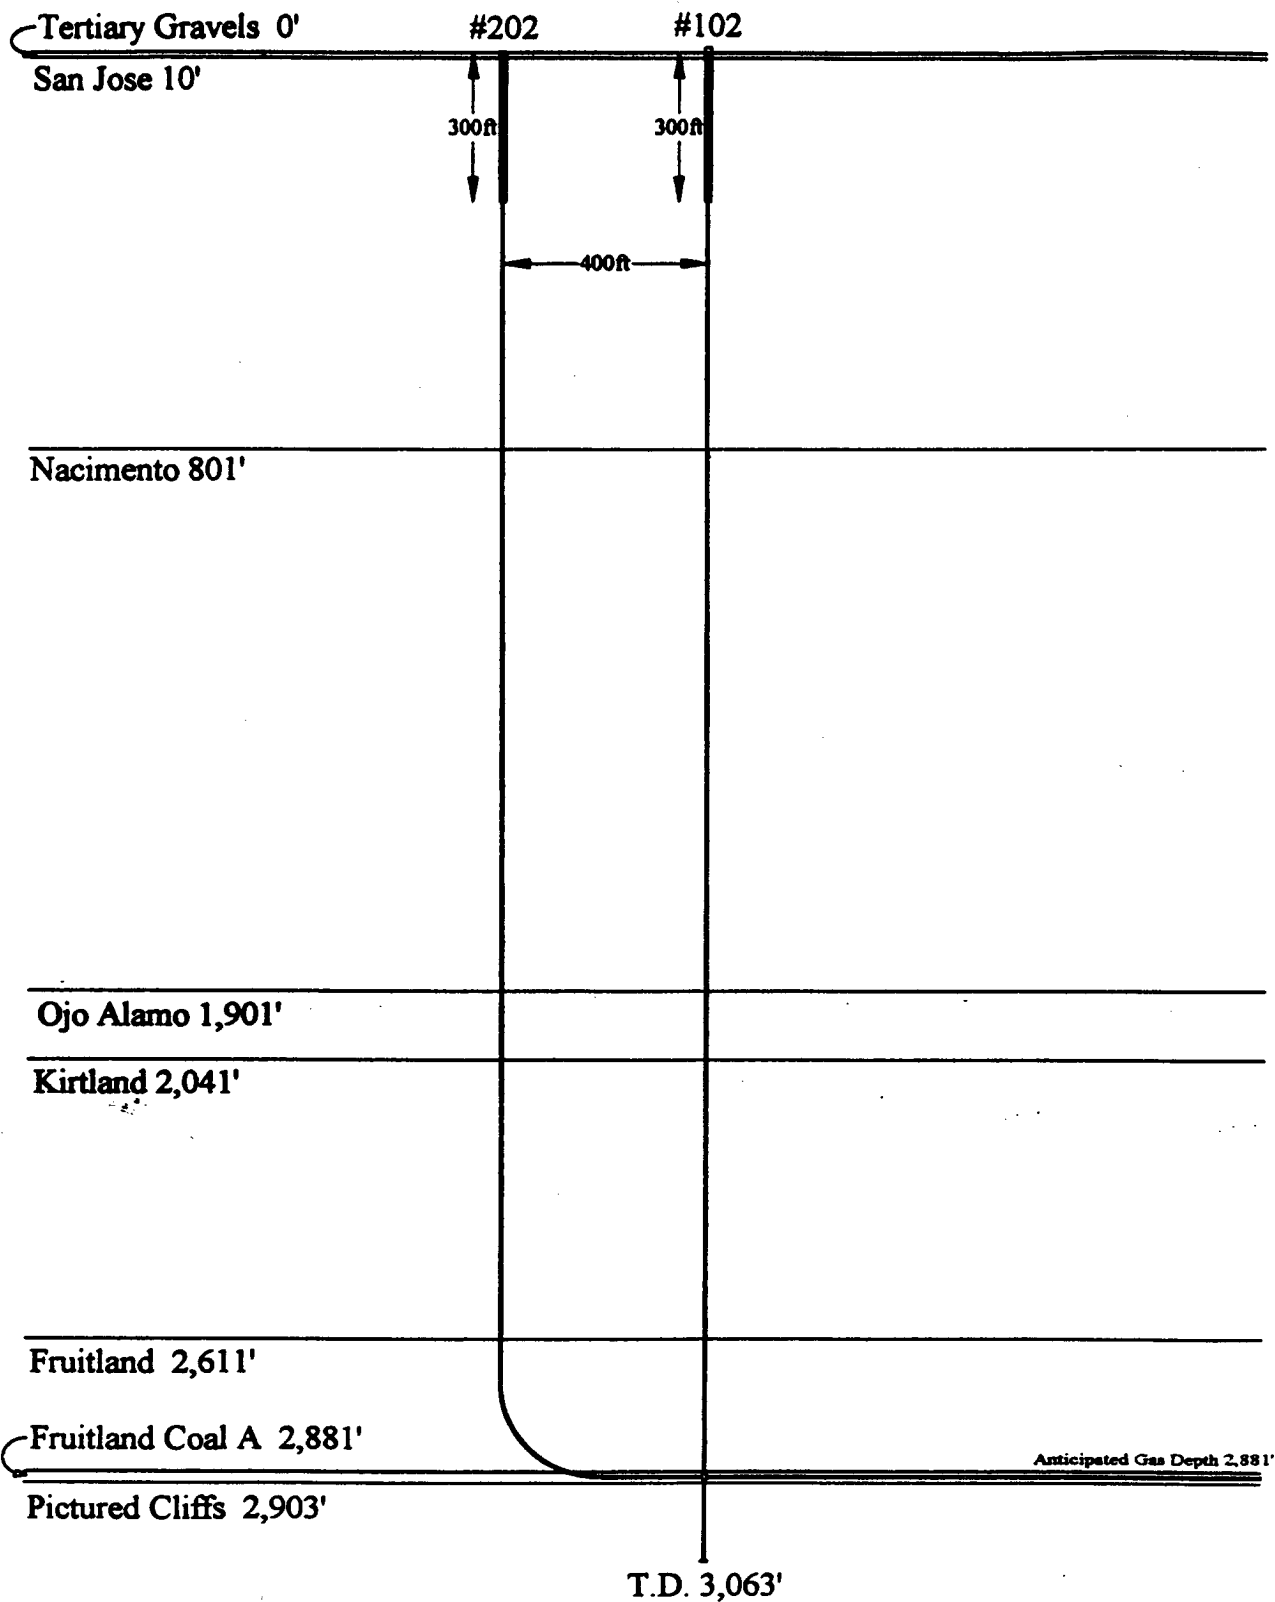 Tertiary Gravels 0'
#202
#102
San Jose 10'
300ft
300ft
400ft
Nacimento 801'
Ojo Alamo 1,901'
Kirtland 2,041'
Fruitland 2,611'
Fruitland Coal A 2,881'
Anticipated Gas Depth 2,881'
Pictured Cliffs 2,903'
T.D. 3,063'